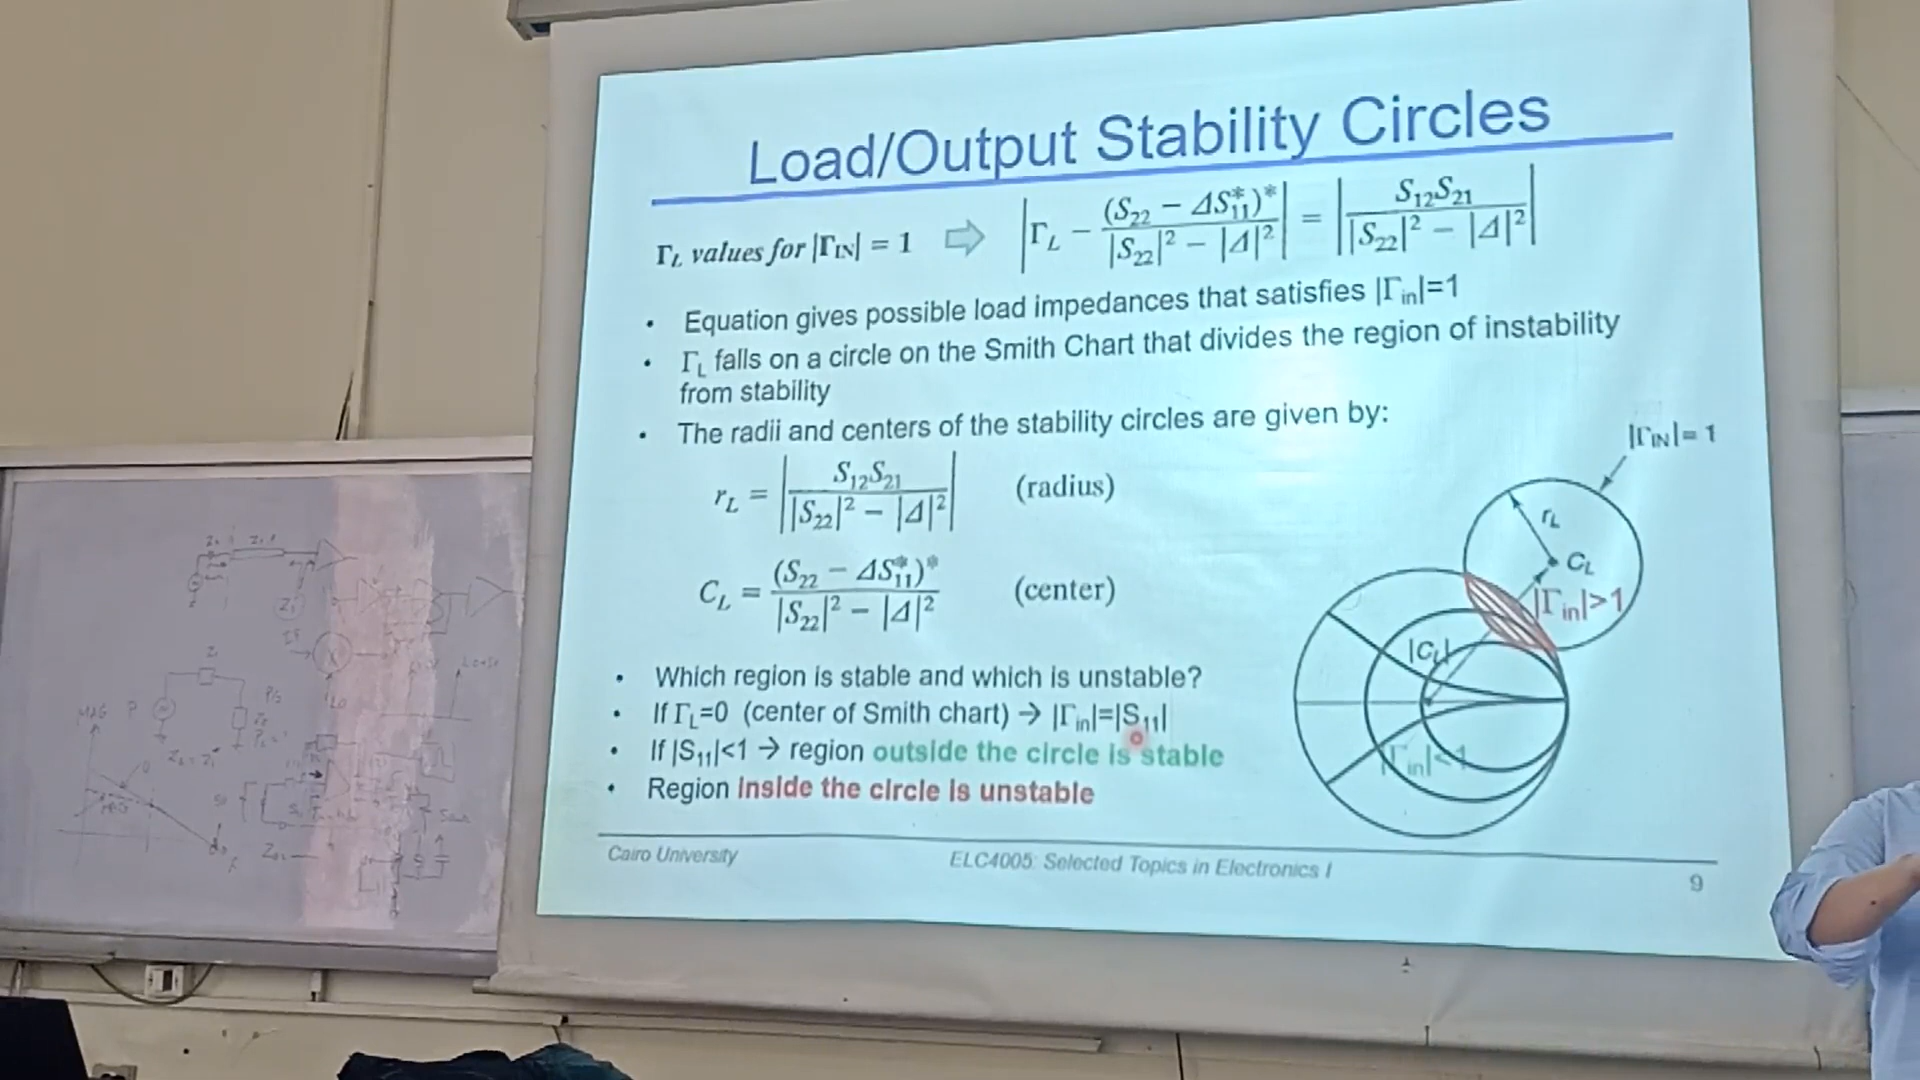 Load/Output Stability Circles
Γ_L values for |Γ_IN| = 1 ⇨ |Γ_L − (S₂₂ − ΔS₁₁*)* / (|S₂₂|² − |Δ|²)| = |S₁₂S₂₁ / (|S₂₂|² − |Δ|²)|
• Equation gives possible load impedances that satisfies |Γ_in|=1
• Γ_L falls on a circle on the Smith Chart that divides the region of instability
from stability
• The radii and centers of the stability circles are given by:
|Γ_IN| = 1
r_L = |S₁₂S₂₁ / (|S₂₂|² − |Δ|²)| (radius)
r_L
C_L
C_L = (S₂₂ − ΔS₁₁*)* / (|S₂₂|² − |Δ|²) (center)
|Γ_in|>1
|C_L|
• Which region is stable and which is unstable?
• If Γ_L=0 (center of Smith chart) → |Γ_in|=|S₁₁|
• If |S₁₁|<1 → region outside the circle is stable
|Γ_in|<1
• Region inside the circle is unstable
Cairo University
ELC4005: Selected Topics in Electronics I
9